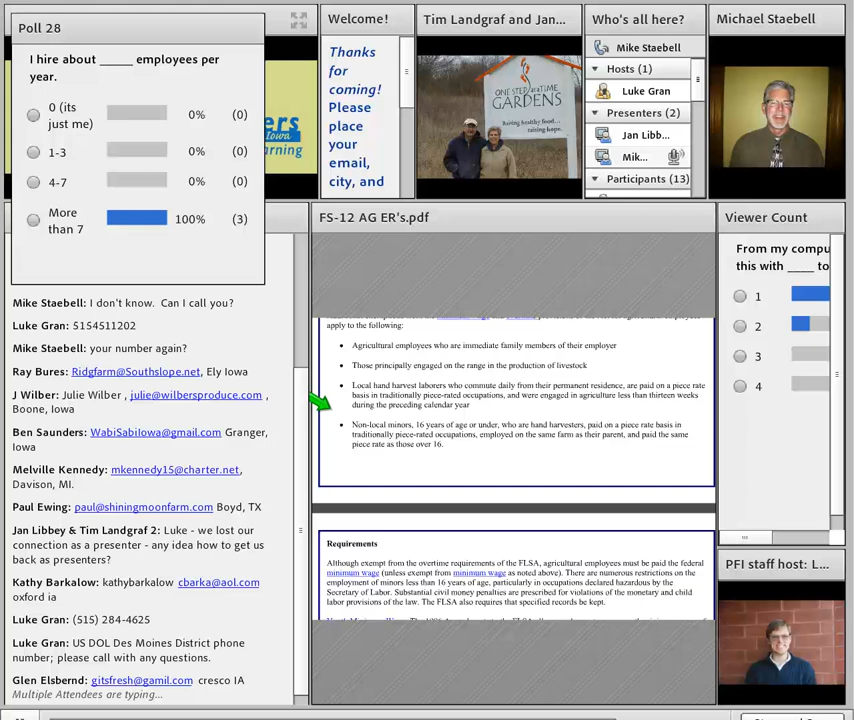 Poll 28
I hire about _____ employees per
year.
0 (its
just me)
0%
(0)
1-3
0%
(0)
4-7
0%
(0)
More
than 7
100%
(3)
ers
Iowa
arning
Welcome!
Thanks
for
coming!
Please
place
your
email,
city, and
Tim Landgraf and Jan...
ONE STEP at a TIME
GARDENS
Raising healthy food...
raising hope.
Who's all here?
Mike Staebell
Hosts (1)
Luke Gran
Presenters (2)
Jan Libb...
Mik...
Participants (13)
Michael Staebell
Mike Staebell: I don't know. Can I call you?
Luke Gran: 5154511202
Mike Staebell: your number again?
Ray Bures: Ridgfarm@Southslope.net, Ely Iowa
J Wilber: Julie Wilber , julie@wilbersproduce.com ,
Boone, Iowa
Ben Saunders: WabiSabiIowa@gmail.com Granger,
Iowa
Melville Kennedy: mkennedy15@charter.net,
Davison, MI.
Paul Ewing: paul@shiningmoonfarm.com Boyd, TX
Jan Libbey & Tim Landgraf 2: Luke - we lost our
connection as a presenter - any idea how to get us
back as presenters?
Kathy Barkalow: kathybarkalow cbarka@aol.com
oxford ia
Luke Gran: (515) 284-4625
Luke Gran: US DOL Des Moines District phone
number; please call with any questions.
Glen Elsbernd: gitsfresh@gamil.com cresco IA
Multiple Attendees are typing...
FS-12 AG ER's.pdf
apply to the following:
• Agricultural employees who are immediate family members of their employer
• Those principally engaged on the range in the production of livestock
• Local hand harvest laborers who commute daily from their permanent residence, are paid on a piece rate
basis in traditionally piece-rated occupations, and were engaged in agriculture less than thirteen weeks
during the preceding calendar year
• Non-local minors, 16 years of age or under, who are hand harvesters, paid on a piece rate basis in
traditionally piece-rated occupations, employed on the same farm as their parent, and paid the same
piece rate as those over 16.
Requirements
Although exempt from the overtime requirements of the FLSA, agricultural employees must be paid the federal
minimum wage (unless exempt from minimum wage as noted above). There are numerous restrictions on the
employment of minors less than 16 years of age, particularly in occupations declared hazardous by the
Secretary of Labor. Substantial civil money penalties are prescribed for violations of the monetary and child
labor provisions of the law. The FLSA also requires that specified records be kept.
Viewer Count
From my compu
this with ____ to
1
2
3
4
PFI staff host: L...